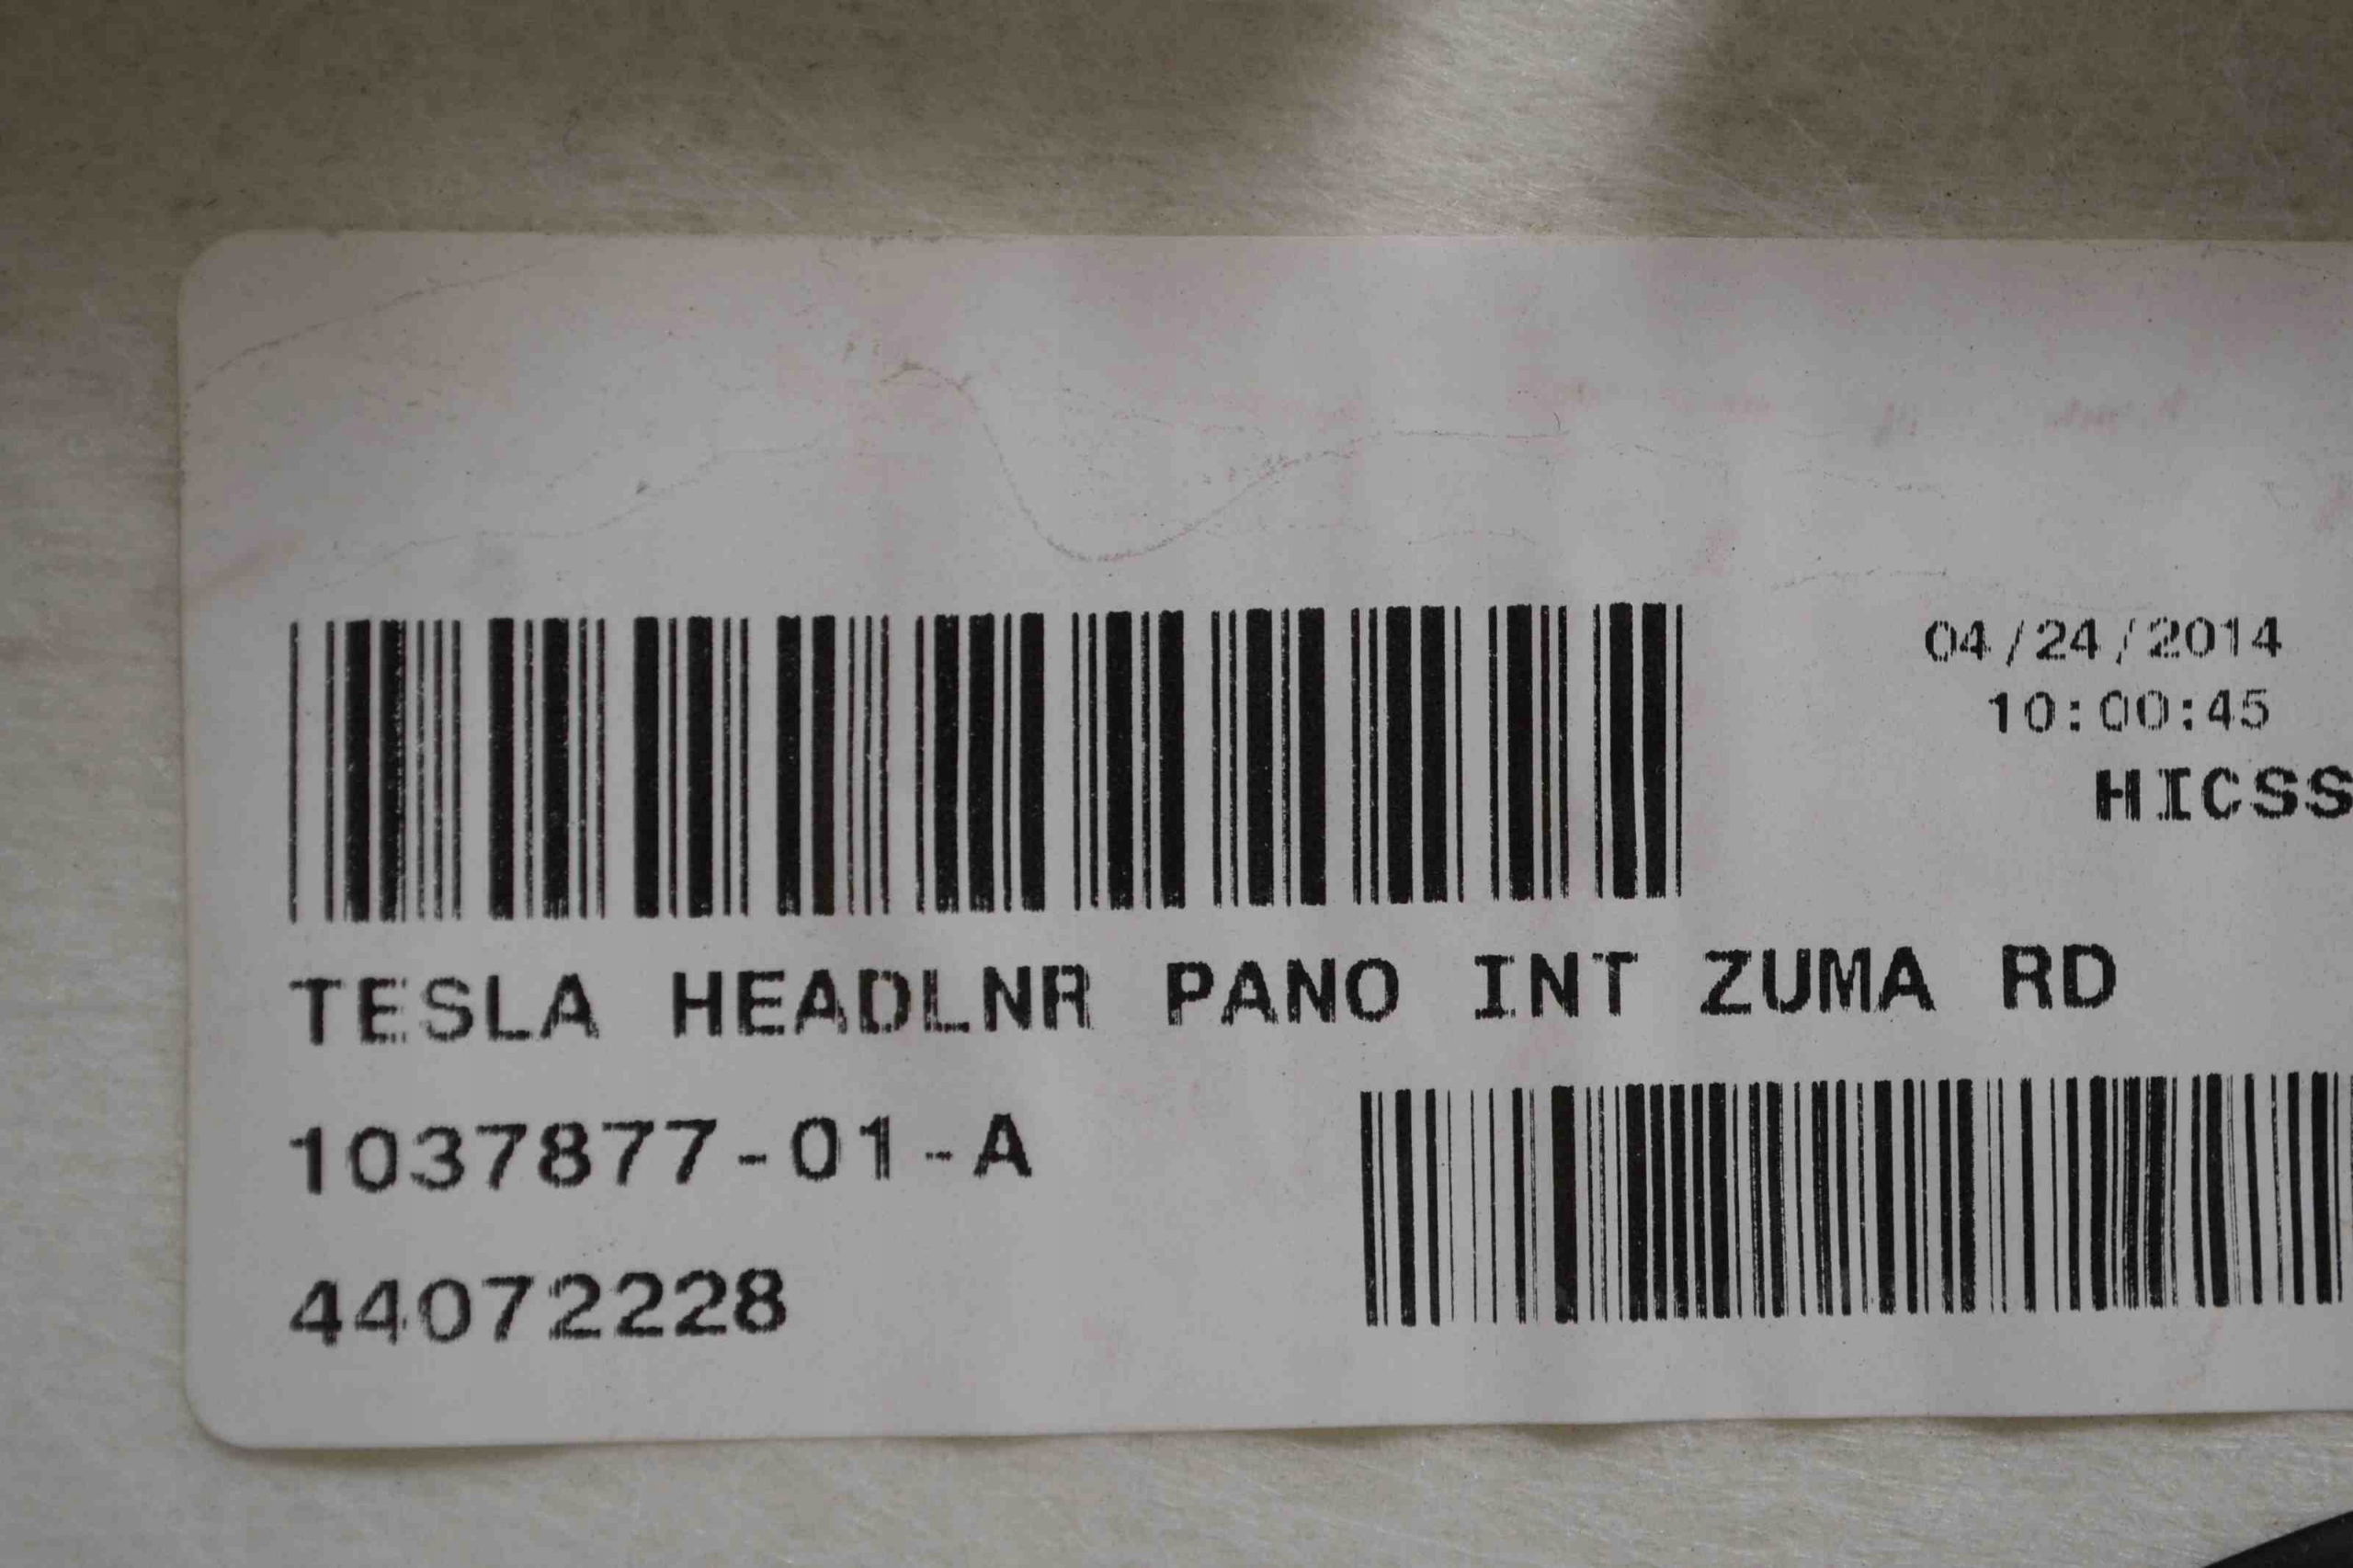 04/24/2014
10:00:45
HICSS
TESLA HEADLNR PANO INT ZUMA RD
1037877-01-A
44072228